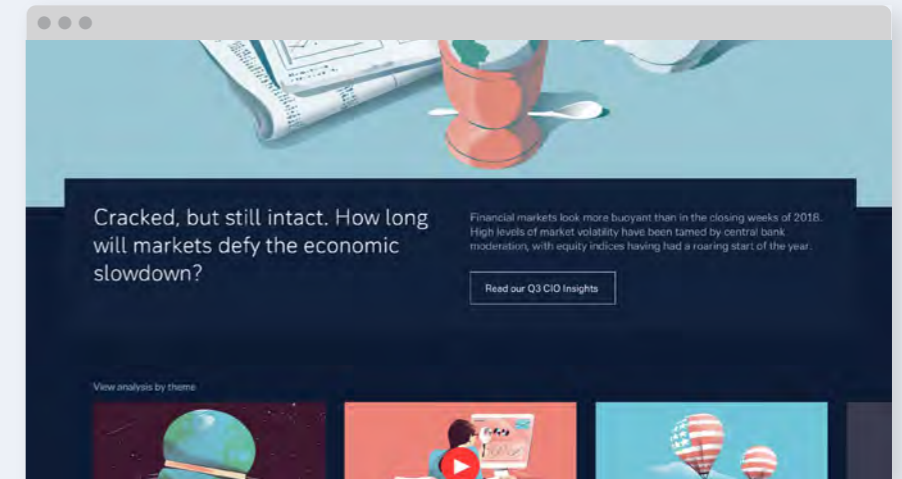 Cracked, but still intact. How long
will markets defy the economic
slowdown?
Financial markets look more buoyant than in the closing weeks of 2018.
High levels of market volatility have been tamed by central bank
moderation, with equity indices having had a roaring start of the year.
Read our Q3 CIO Insights
View analysis by theme